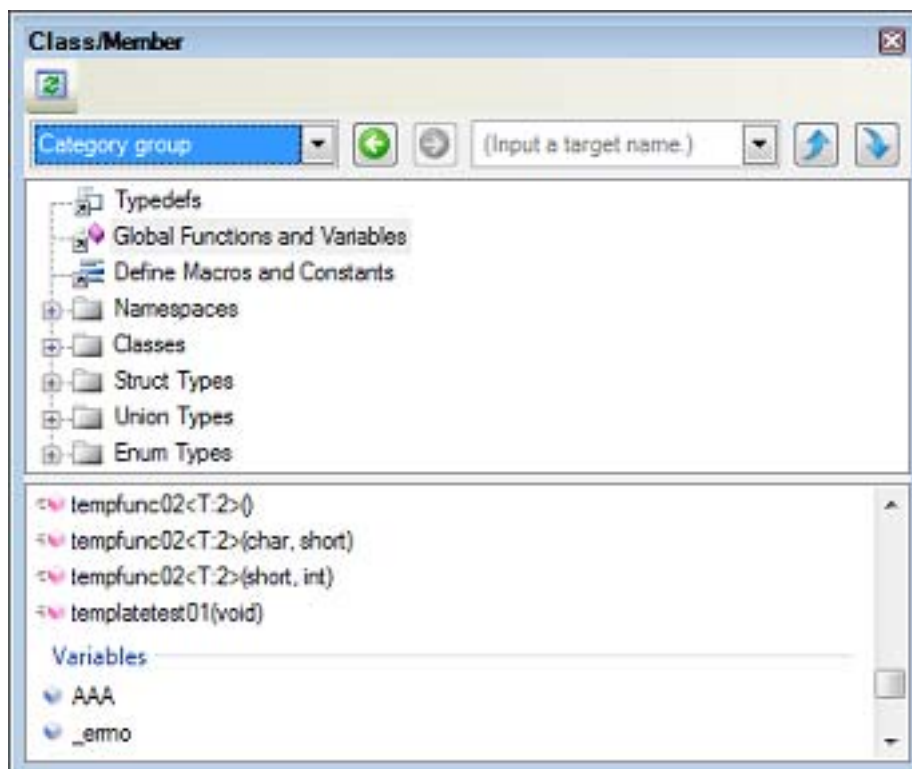 Class/Member
Category group
(Input a target name.)
Typedefs
Global Functions and Variables
Define Macros and Constants
Namespaces
Classes
Struct Types
Union Types
Enum Types
tempfunc02<T:2>()
tempfunc02<T:2>(char, short)
tempfunc02<T:2>(short, int)
templatetest01(void)
Variables
AAA
_errno